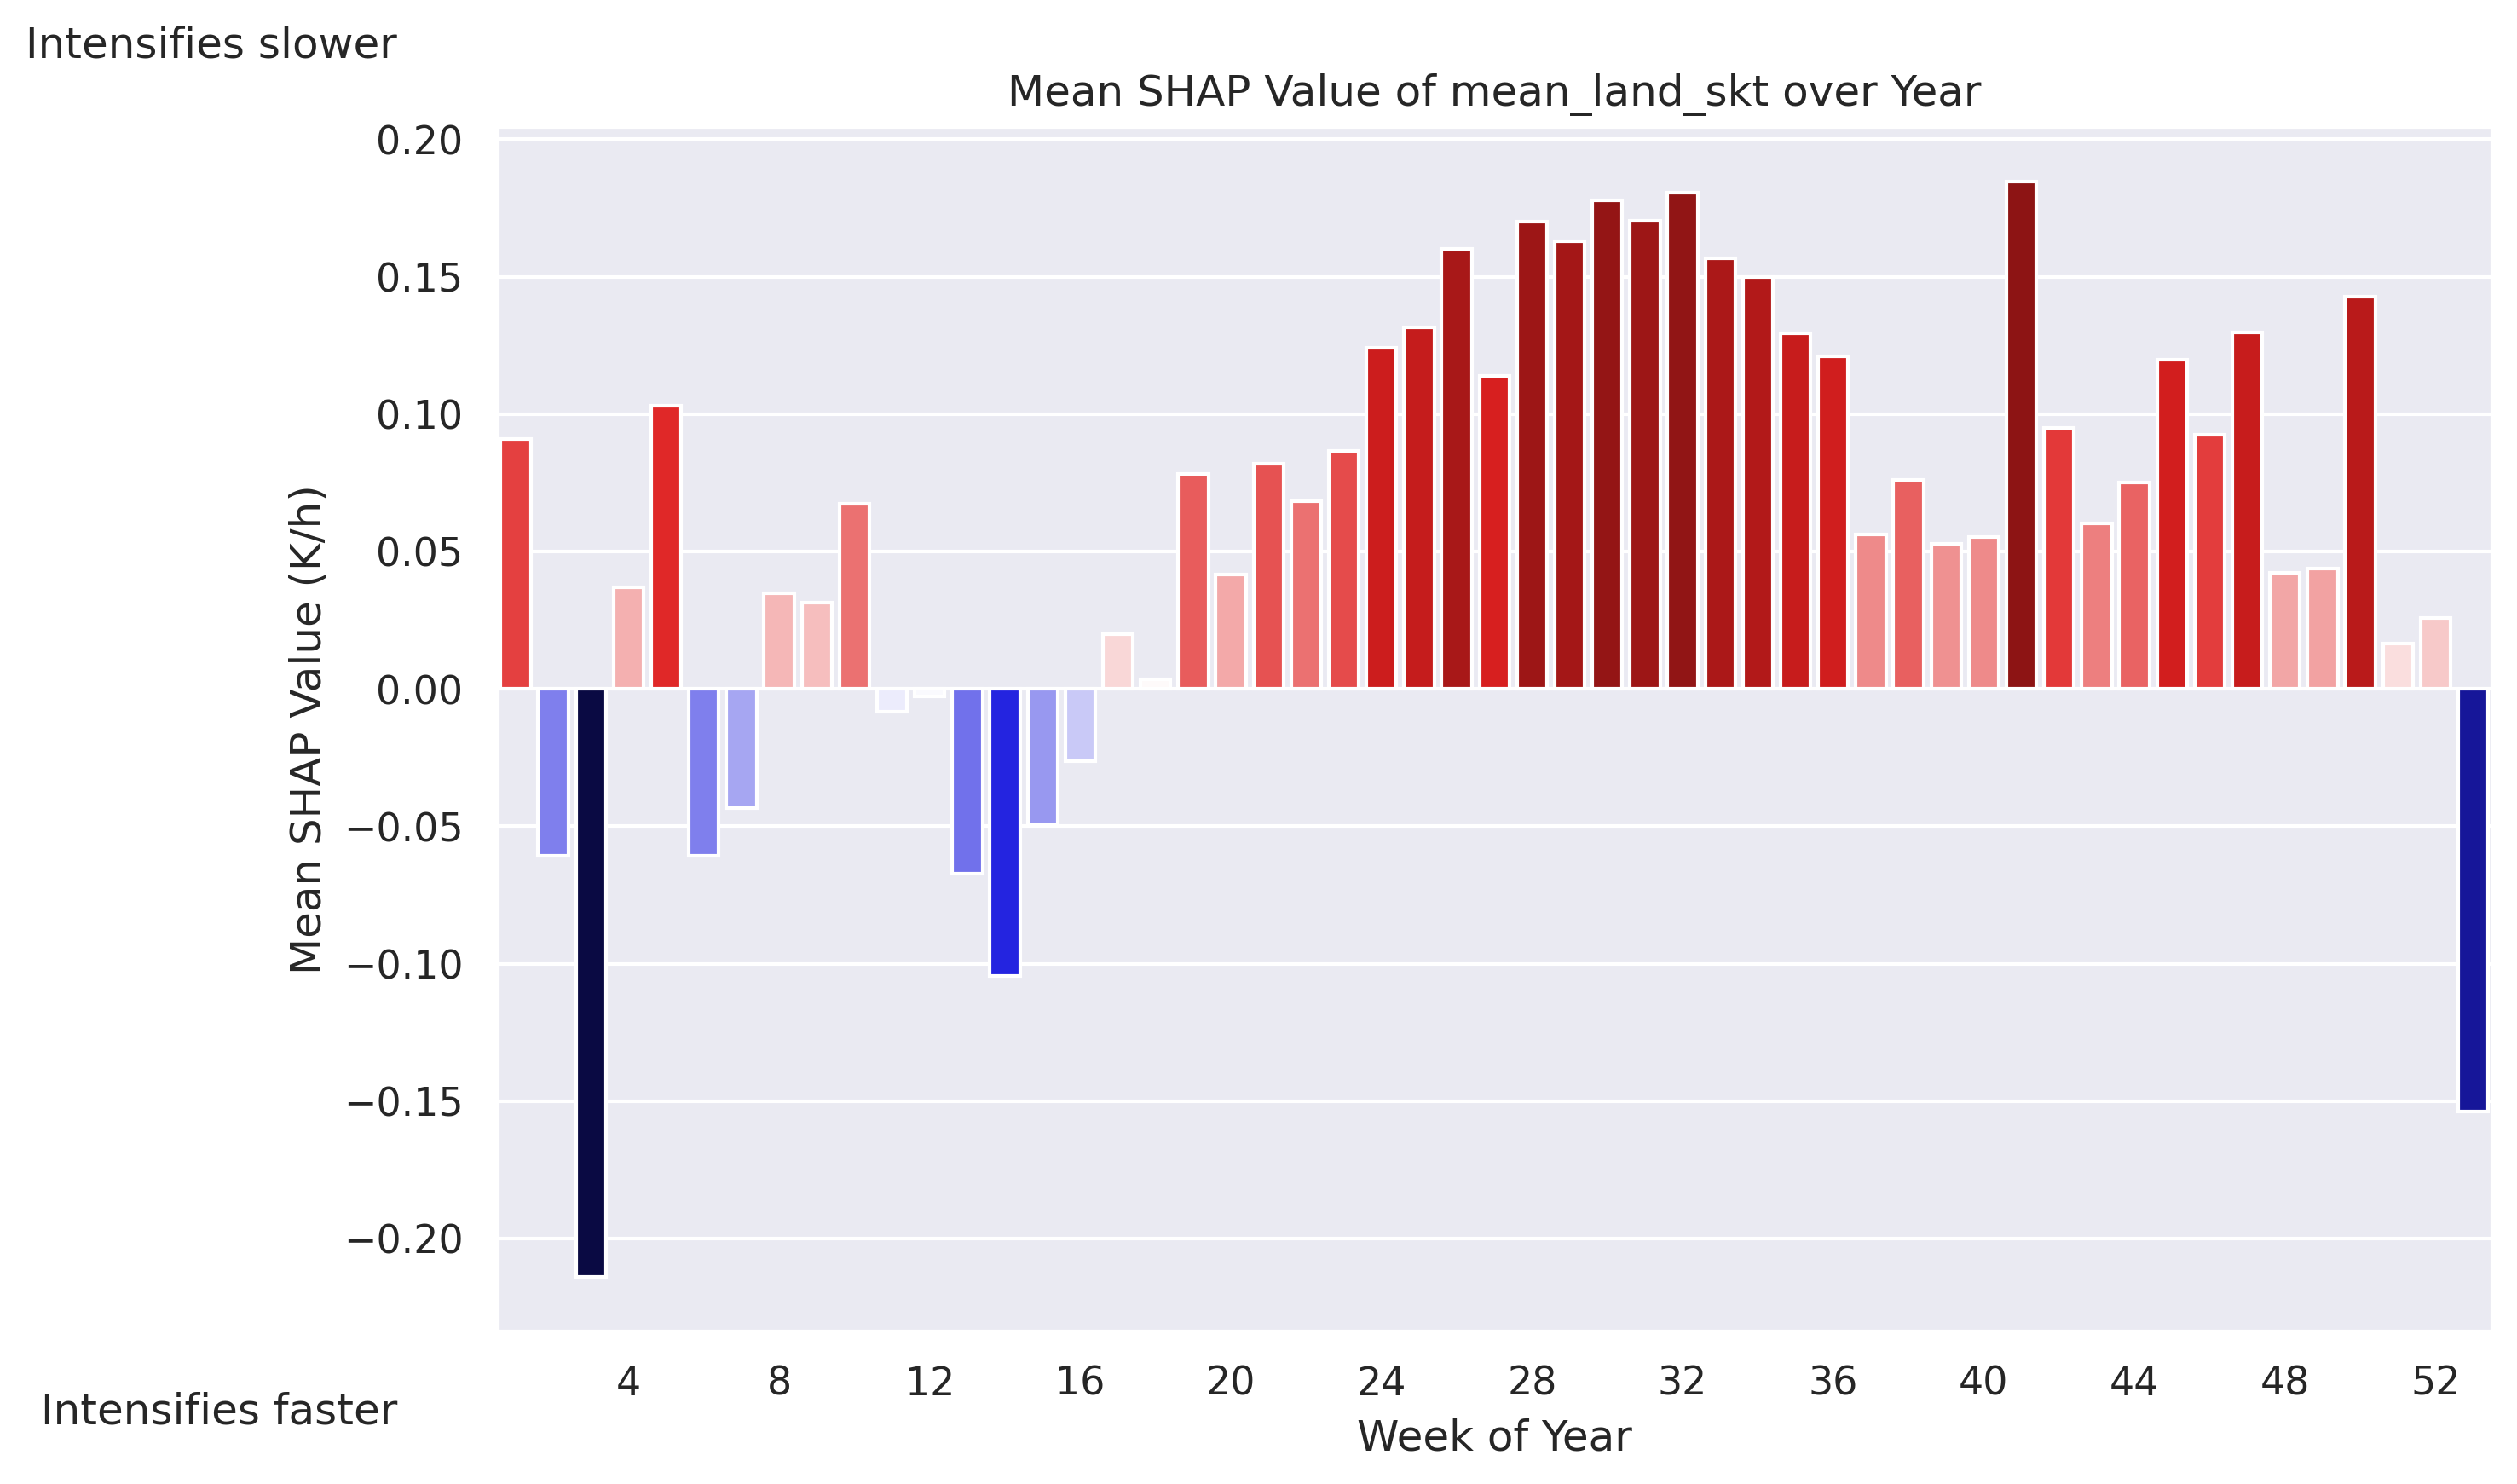 Intensifies slower
Mean SHAP Value of mean_land_skt over Year
Mean SHAP Value (K/h)
0.20
0.15
0.10
0.05
0.00
−0.05
−0.10
−0.15
−0.20
4 8 12 16 20 24 28 32 36 40 44 48 52
Intensifies faster
Week of Year